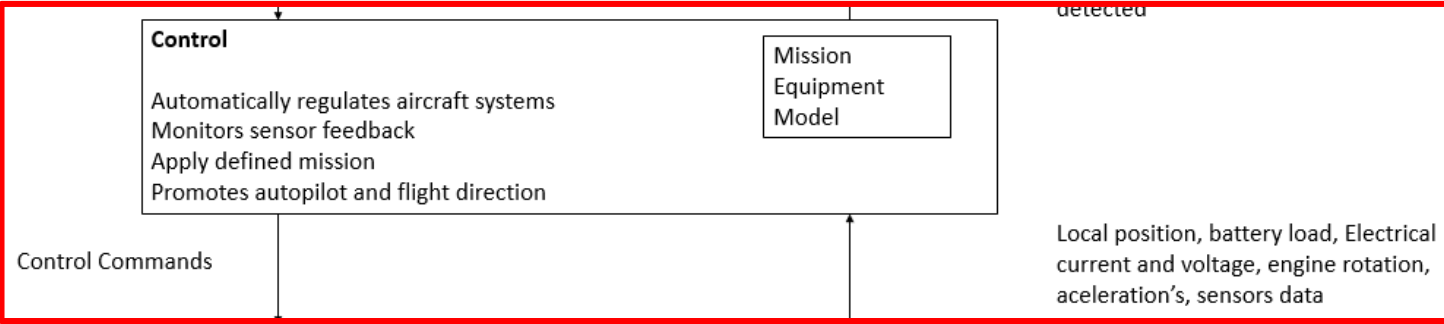 detected
Control
Automatically regulates aircraft systems
Monitors sensor feedback
Apply defined mission
Promotes autopilot and flight direction
Mission
Equipment
Model
Control Commands
Local position, battery load, Electrical
current and voltage, engine rotation,
aceleration’s, sensors data